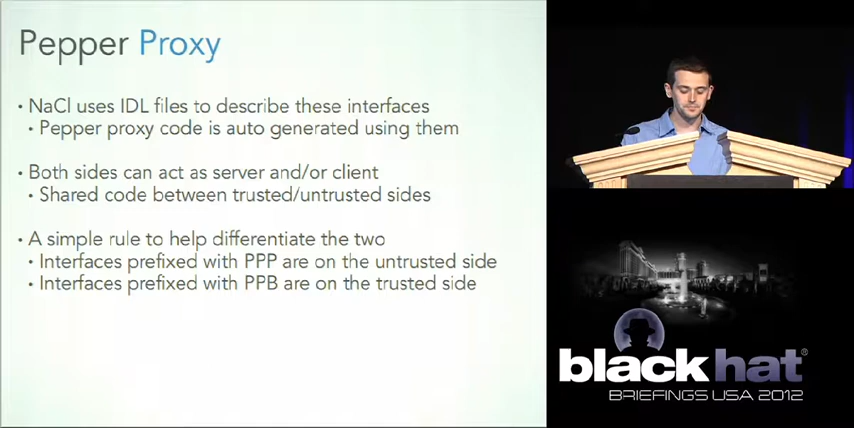 Pepper Proxy
• NaCl uses IDL files to describe these interfaces
• Pepper proxy code is auto generated using them
• Both sides can act as server and/or client
• Shared code between trusted/untrusted sides
• A simple rule to help differentiate the two
• Interfaces prefixed with PPP are on the untrusted side
• Interfaces prefixed with PPB are on the trusted side
black hat®
BRIEFINGS USA 2012